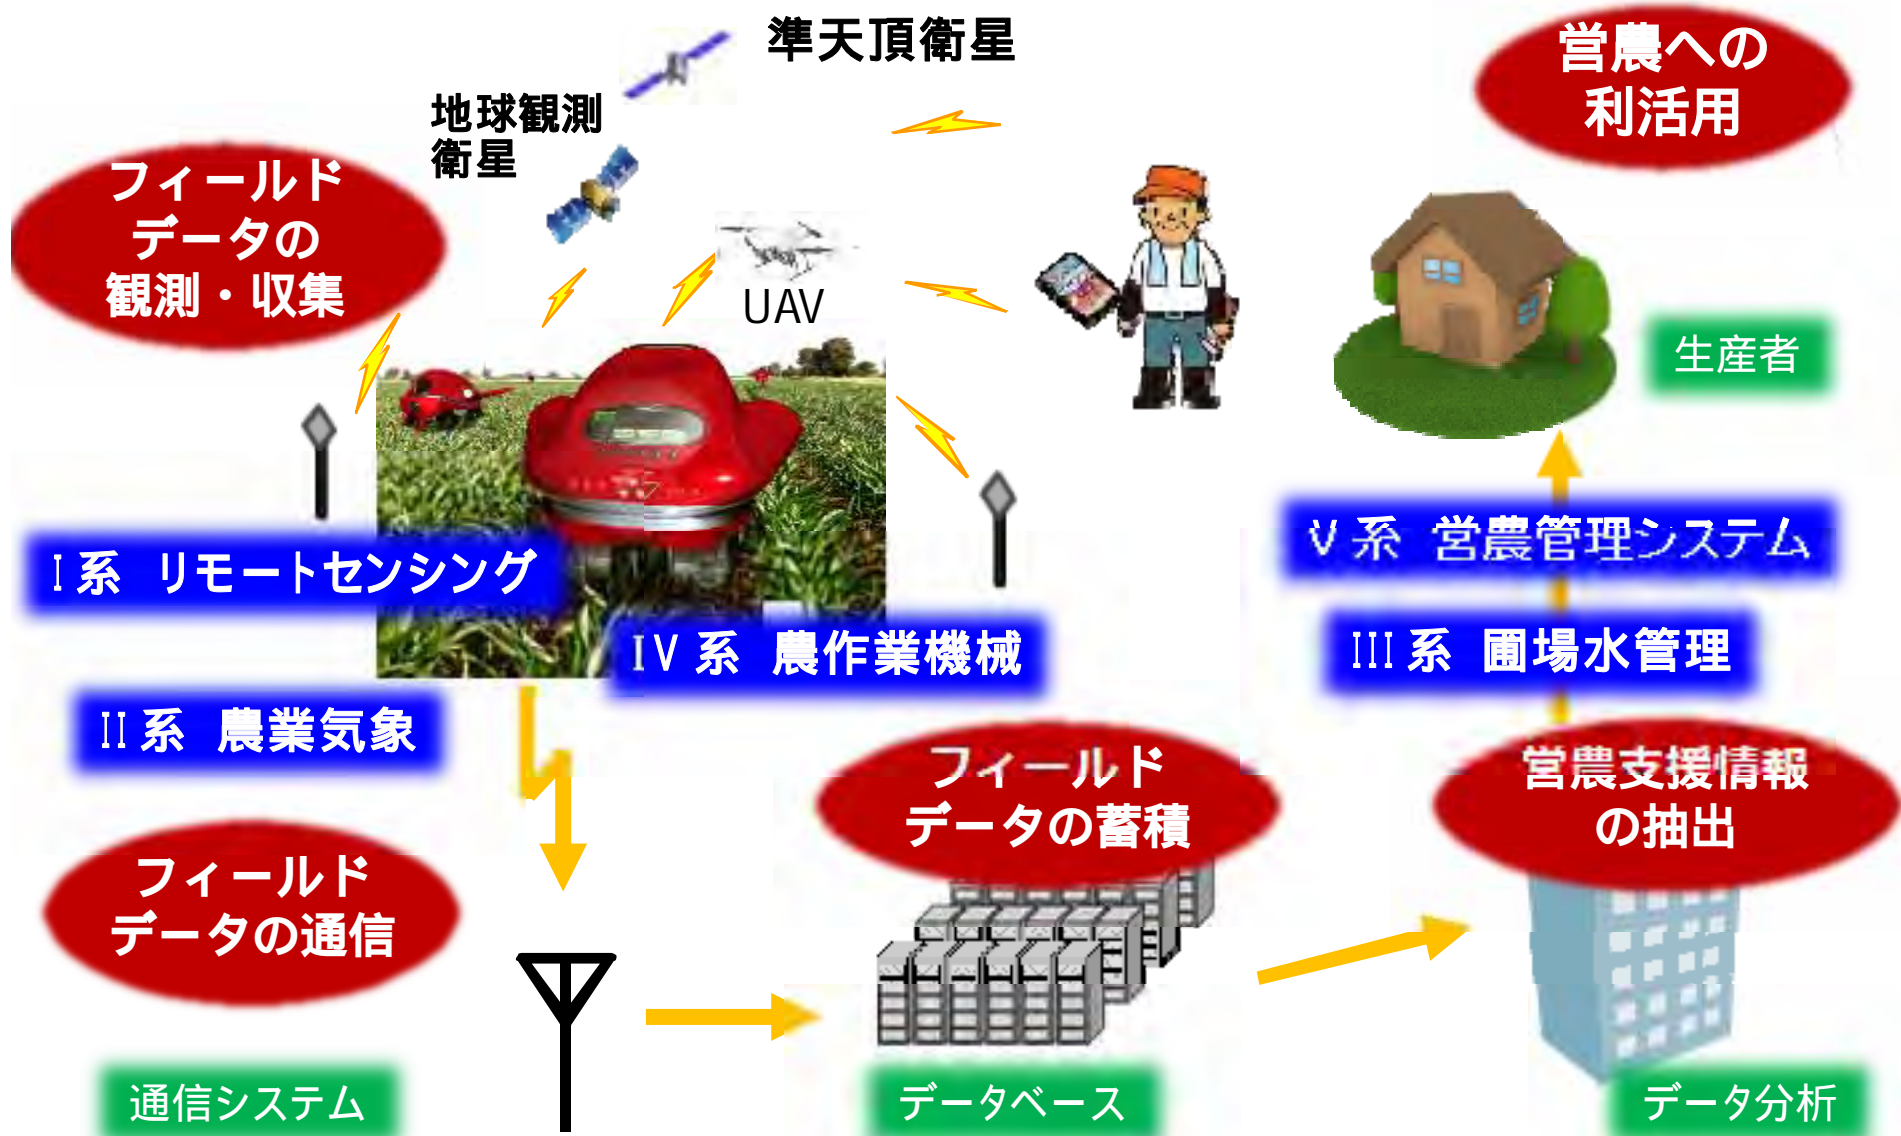 準天頂衛星
地球観測
衛星
営農への
利活用
フィールド
データの
観測・収集
UAV
生産者
I系 リモートセンシング
V系 営農管理システム
IV系 農作業機械
III系 圃場水管理
II系 農業気象
フィールド
データの蓄積
営農支援情報
の抽出
フィールド
データの通信
通信システム
データベース
データ分析